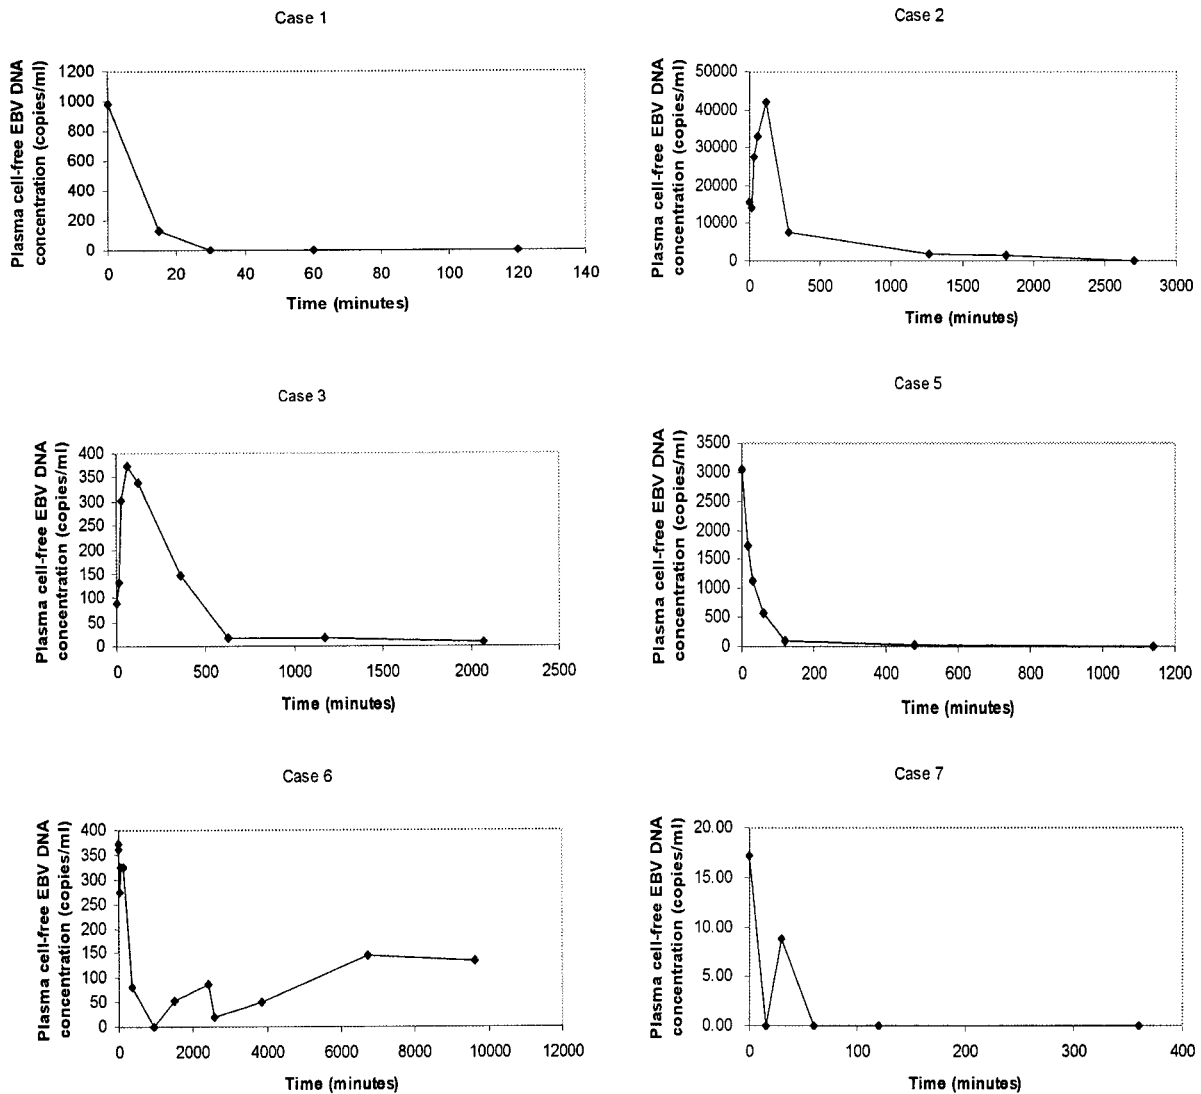 Case 1
Plasma cell-free EBV DNA
concentration (copies/ml)
1200
1000
800
600
400
200
0
0 20 40 60 80 100 120 140
Time (minutes)
Case 2
Plasma cell-free EBV DNA
concentration (copies/ml)
50000
40000
30000
20000
10000
0
0 500 1000 1500 2000 2500 3000
Time (minutes)
Case 3
Plasma cell-free EBV DNA
concentration (copies/ml)
400
350
300
250
200
150
100
50
0
0 500 1000 1500 2000 2500
Time (minutes)
Case 5
Plasma cell-free EBV DNA
concentration (copies/ml)
3500
3000
2500
2000
1500
1000
500
0
0 200 400 600 800 1000 1200
Time (minutes)
Case 6
Plasma cell-free EBV DNA
concentration (copies/ml)
400
350
300
250
200
150
100
50
0
0 2000 4000 6000 8000 10000 12000
Time (minutes)
Case 7
Plasma cell-free EBV DNA
concentration (copies/ml)
20.00
15.00
10.00
5.00
0.00
0 100 200 300 400
Time (minutes)